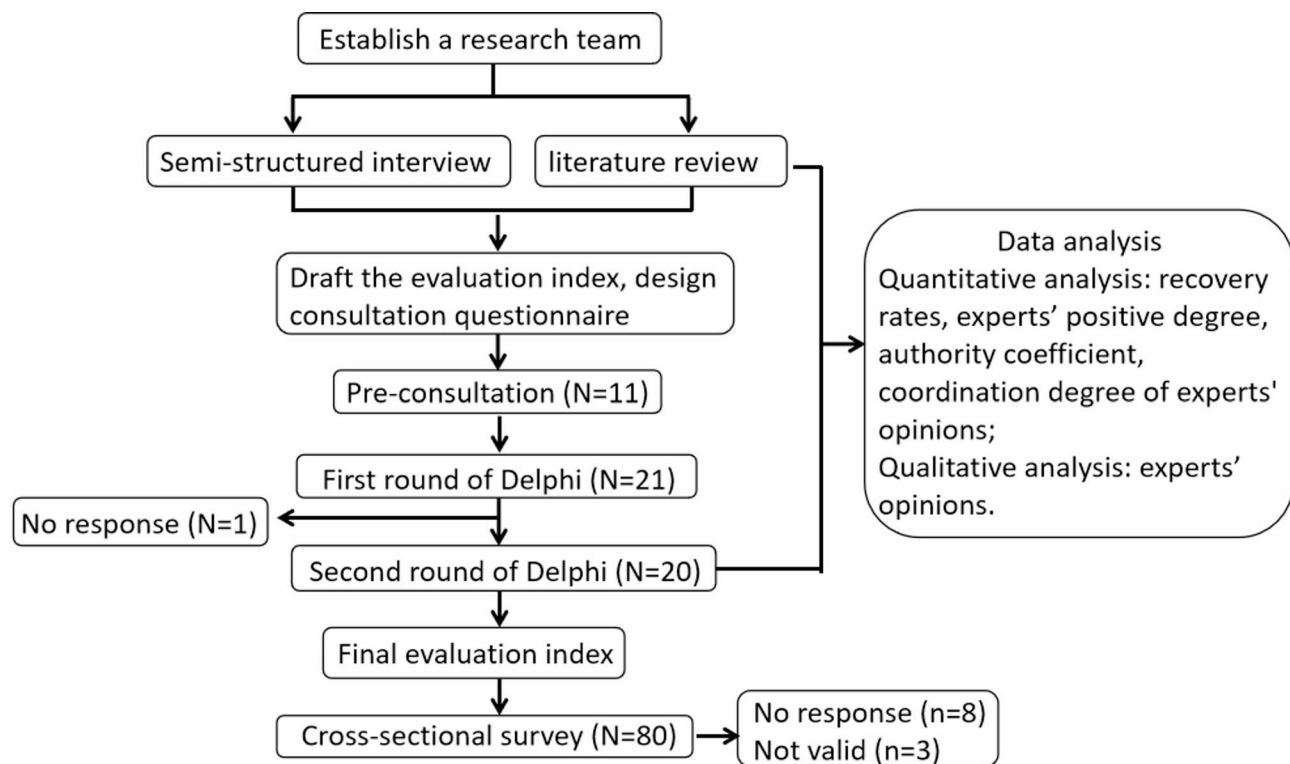 Establish a research team
Semi-structured interview
literature review
Draft the evaluation index, design
consultation questionnaire
Pre-consultation (N=11)
First round of Delphi (N=21)
No response (N=1)
Second round of Delphi (N=20)
Final evaluation index
Cross-sectional survey (N=80)
No response (n=8)
Not valid (n=3)
Data analysis
Quantitative analysis: recovery
rates, experts’ positive degree,
authority coefficient,
coordination degree of experts'
opinions;
Qualitative analysis: experts’
opinions.